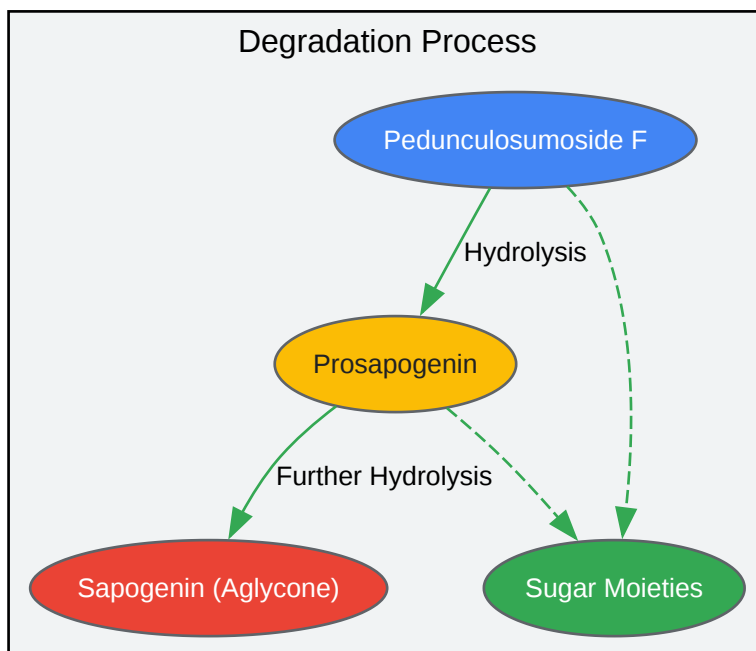 Degradation Process
Pedunculosumoside F
Hydrolysis
Prosapogenin
Further Hydrolysis
Sapogenin (Aglycone)
Sugar Moieties